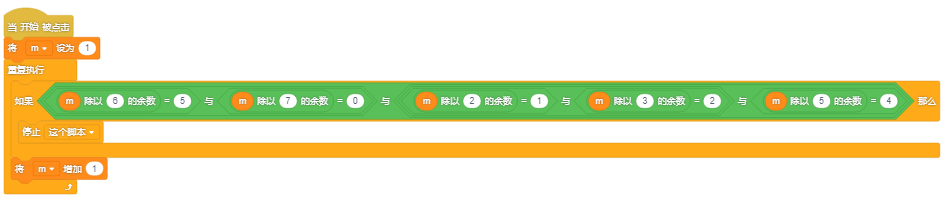 当 开始 被点击
将 m 设为 1
重复执行
如果 m 除以 6 的余数 = 5 与 m 除以 7 的余数 = 0 与 m 除以 2 的余数 = 1 与 m 除以 3 的余数 = 2 与 m 除以 5 的余数 = 4 那么
停止 这个脚本
将 m 增加 1